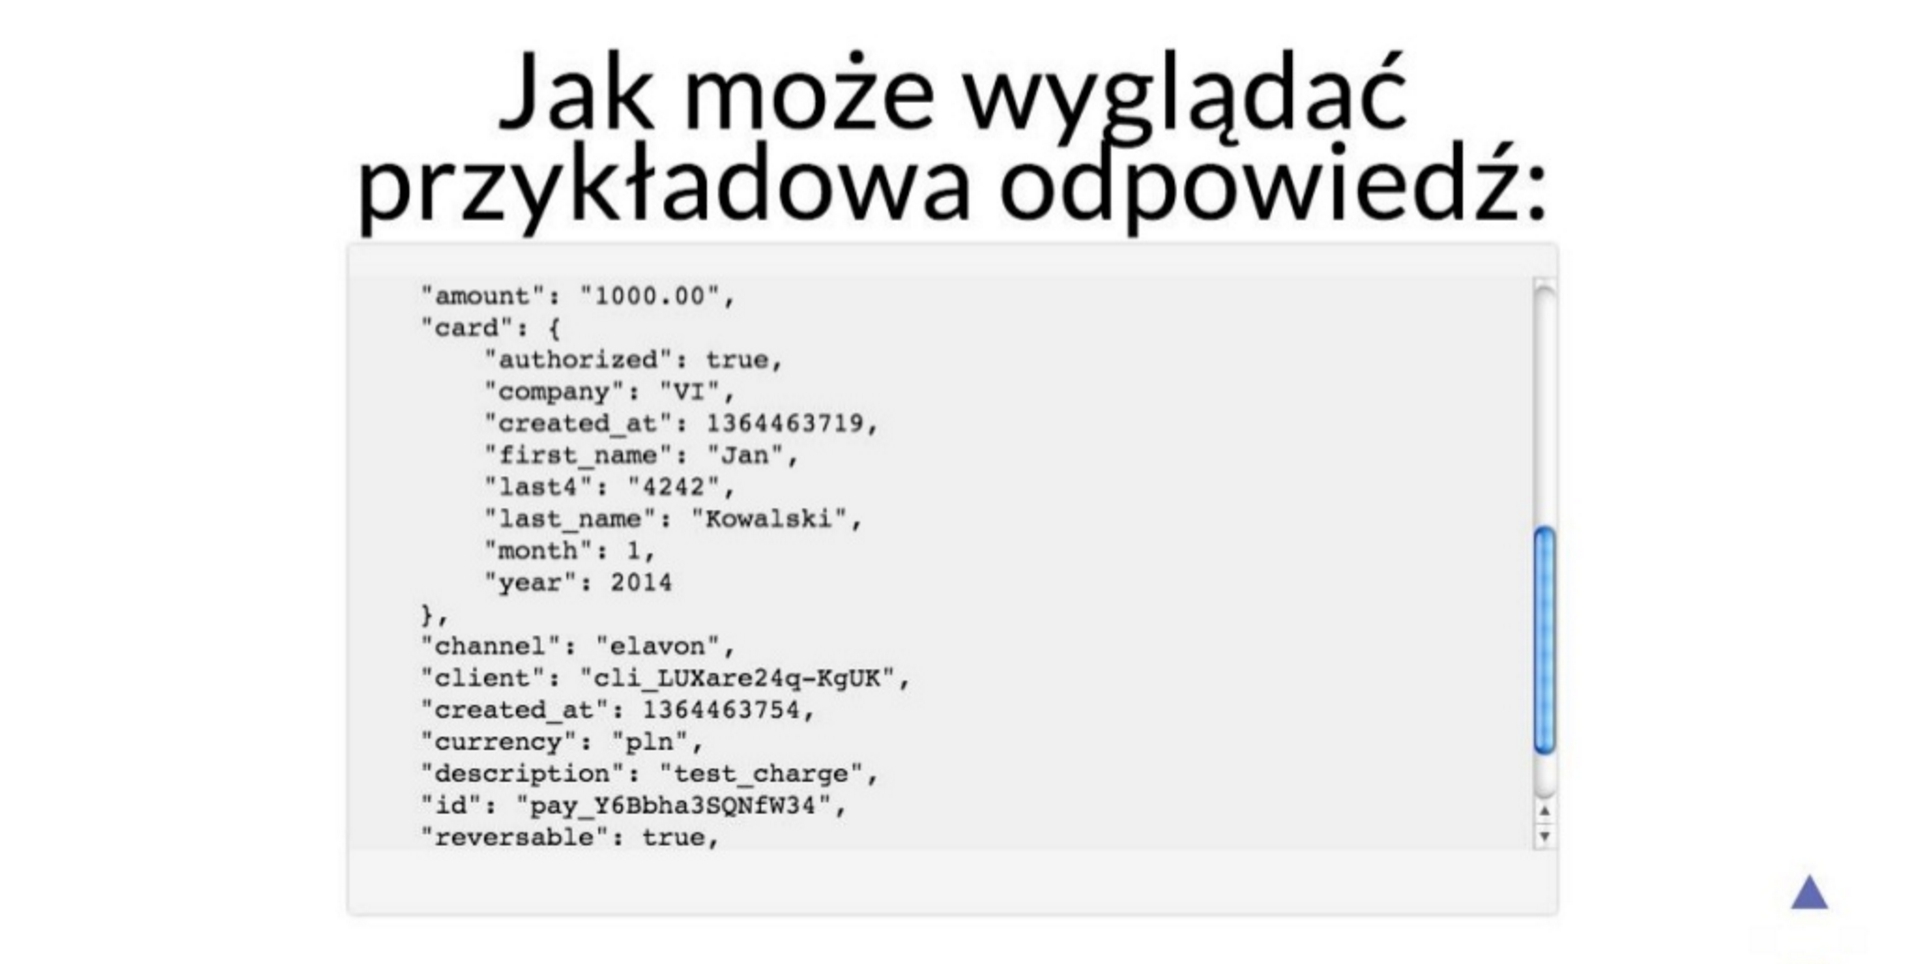 Jak może wyglądać
przykładowa odpowiedź:
"amount": "1000.00",
"card": {
"authorized": true,
"company": "VI",
"created_at": 1364463719,
"first_name": "Jan",
"last4": "4242",
"last_name": "Kowalski",
"month": 1,
"year": 2014
},
"channel": "elavon",
"client": "cli_LUXare24q-KgUK",
"created_at": 1364463754,
"currency": "pln",
"description": "test_charge",
"id": "pay_Y6Bbha3SQNfW34",
"reversable": true,